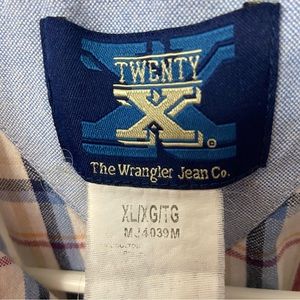 TWENTY
X
The Wrangler Jean Co.
XL/XG/TG
MJ4039M